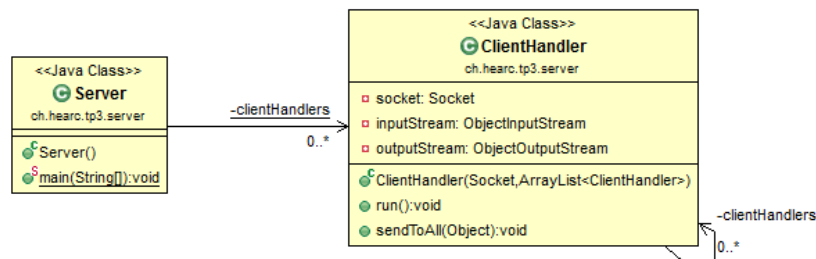 <<Java Class>>
Server
ch.hearc.tp3.server
Server()
main(String[]):void
-clientHandlers
0..*
<<Java Class>>
ClientHandler
ch.hearc.tp3.server
socket: Socket
inputStream: ObjectInputStream
outputStream: ObjectOutputStream
ClientHandler(Socket,ArrayList<ClientHandler>)
run():void
sendToAll(Object):void
-clientHandlers
0..*